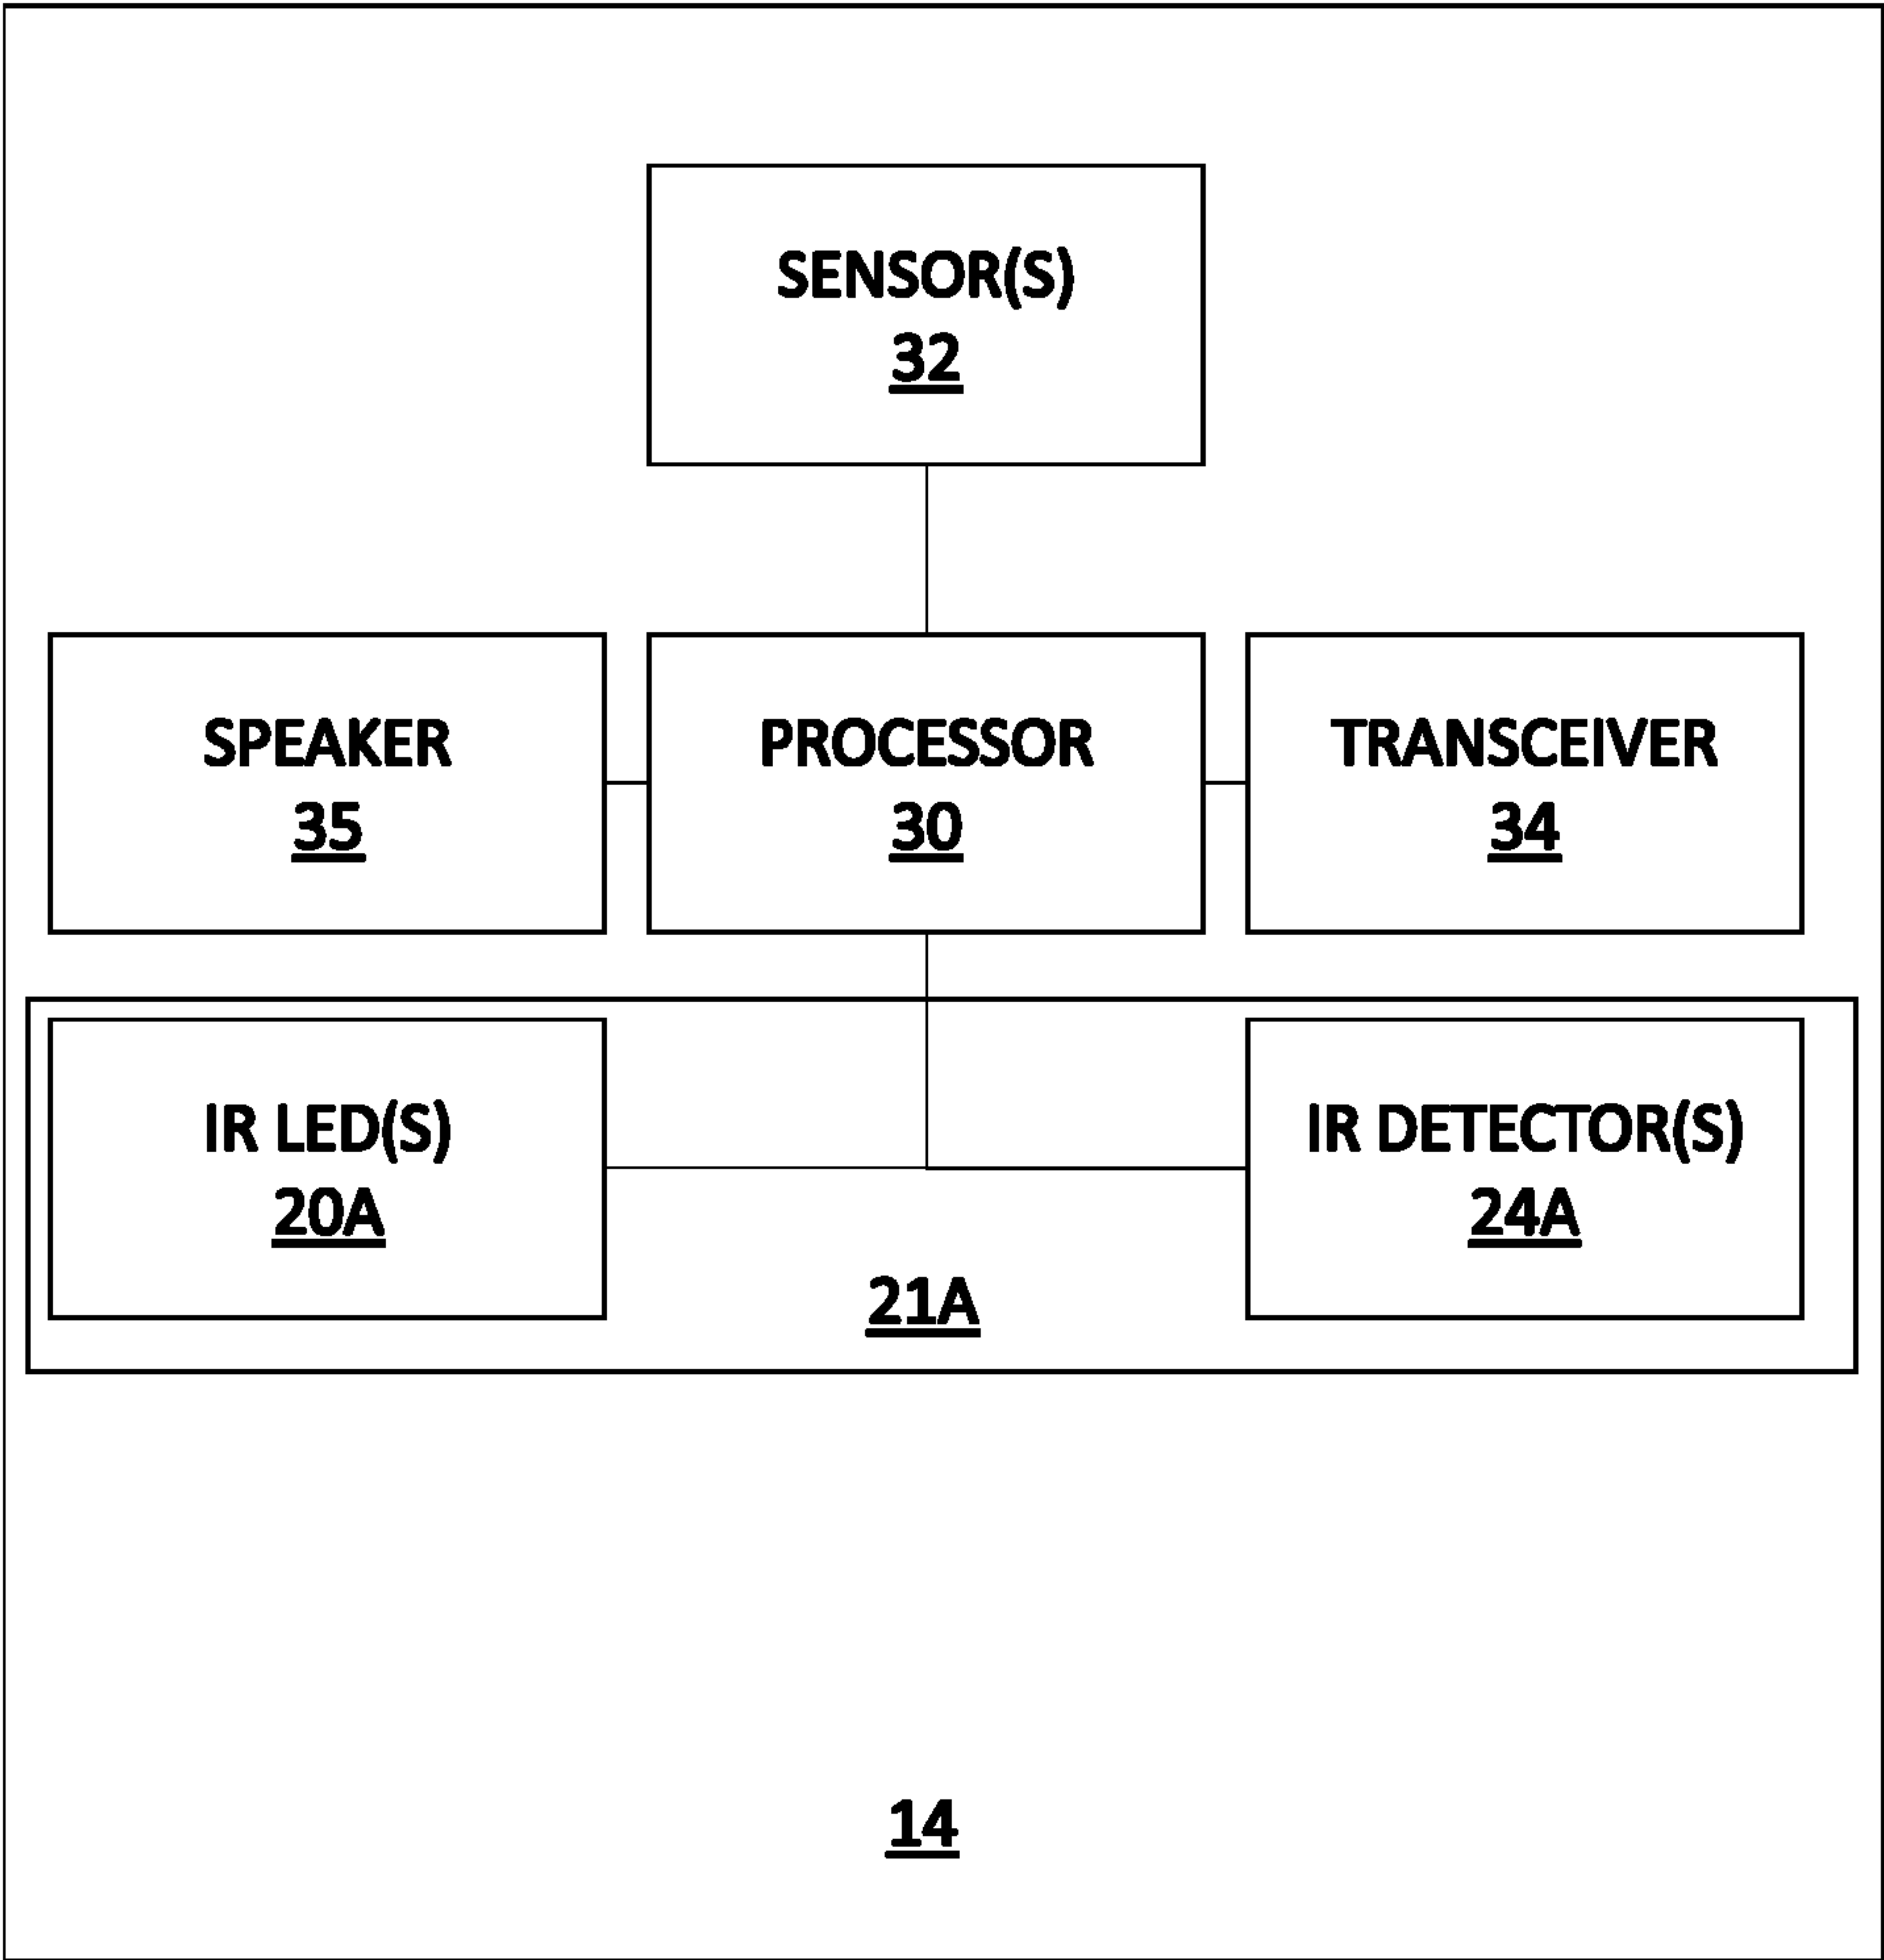 SENSOR(S)
32
SPEAKER
35
PROCESSOR
30
TRANSCEIVER
34
IR LED(S)
20A
IR DETECTOR(S)
24A
21A
14